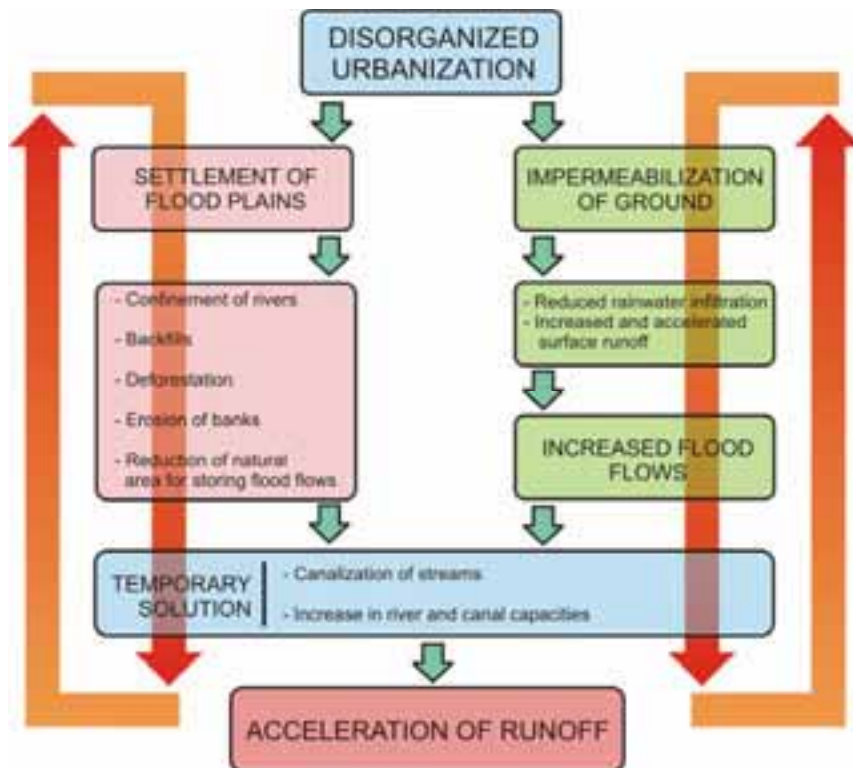 DISORGANIZED
URBANIZATION
SETTLEMENT OF
FLOOD PLAINS
- Confinement of rivers
- Backfills
- Deforestation
- Erosion of banks
- Reduction of natural
area for storing flood flows
IMPERMEABILIZATION
OF GROUND
- Reduced rainwater infiltration
- Increased and accelerated
surface runoff
INCREASED FLOOD
FLOWS
TEMPORARY
SOLUTION
- Canalization of streams
- Increase in river and canal capacities
ACCELERATION OF RUNOFF